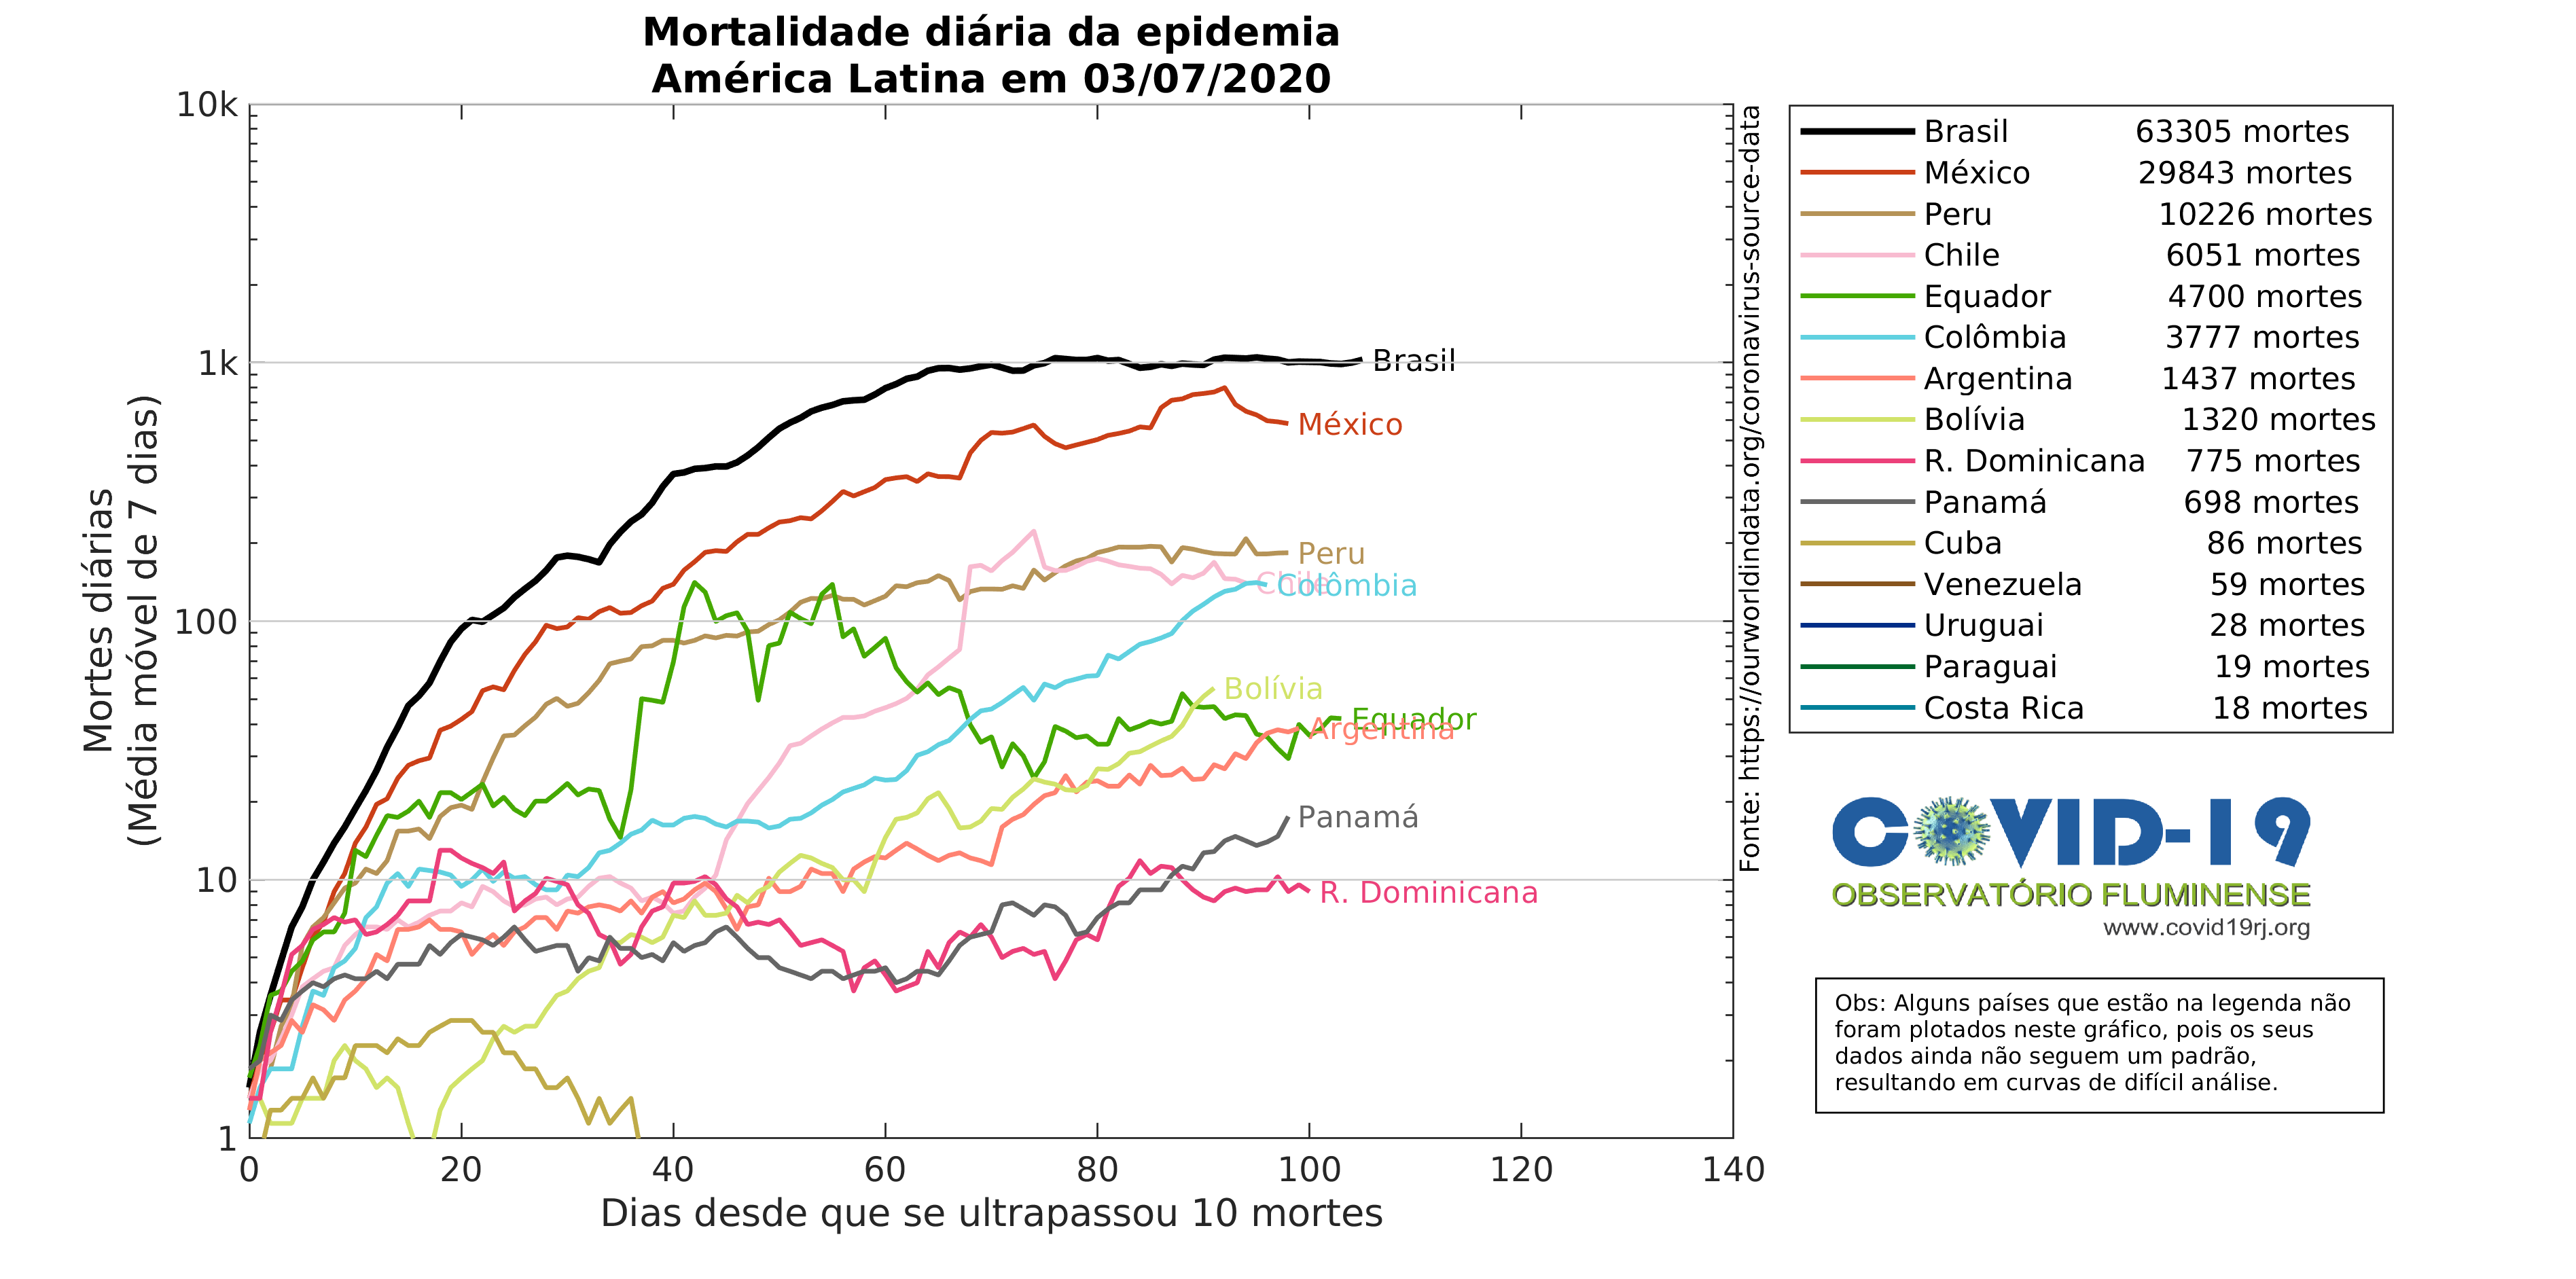 Mortalidade diária da epidemia
América Latina em 03/07/2020
Mortes diárias
(Média móvel de 7 dias)
10k
1k
100
10
1
0 20 40 60 80 100 120 140
Dias desde que se ultrapassou 10 mortes
Brasil
México
Peru
Chile
Colômbia
Bolívia
Equador
Argentina
Panamá
R. Dominicana
Fonte: https://ourworldindata.org/coronavirus-source-data
Brasil 63305 mortes
México 29843 mortes
Peru 10226 mortes
Chile 6051 mortes
Equador 4700 mortes
Colômbia 3777 mortes
Argentina 1437 mortes
Bolívia 1320 mortes
R. Dominicana 775 mortes
Panamá 698 mortes
Cuba 86 mortes
Venezuela 59 mortes
Uruguai 28 mortes
Paraguai 19 mortes
Costa Rica 18 mortes
COVID-19
OBSERVATÓRIO FLUMINENSE
www.covid19rj.org
Obs: Alguns países que estão na legenda não
foram plotados neste gráfico, pois os seus
dados ainda não seguem um padrão,
resultando em curvas de difícil análise.